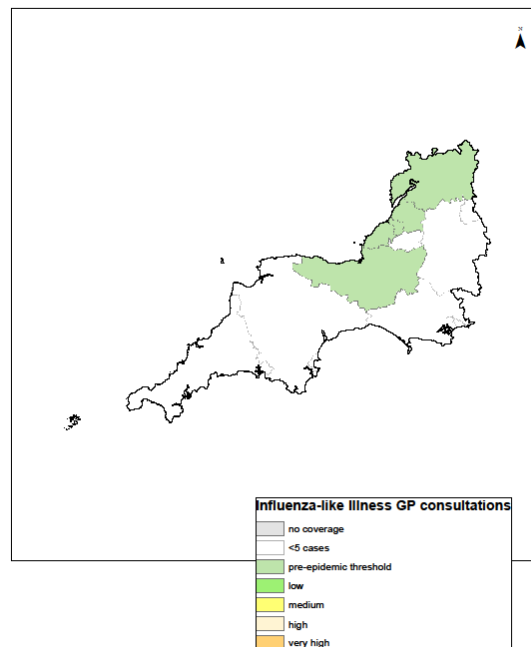 N
Influenza-like Illness GP consultations
no coverage
<5 cases
pre-epidemic threshold
low
medium
high
very high